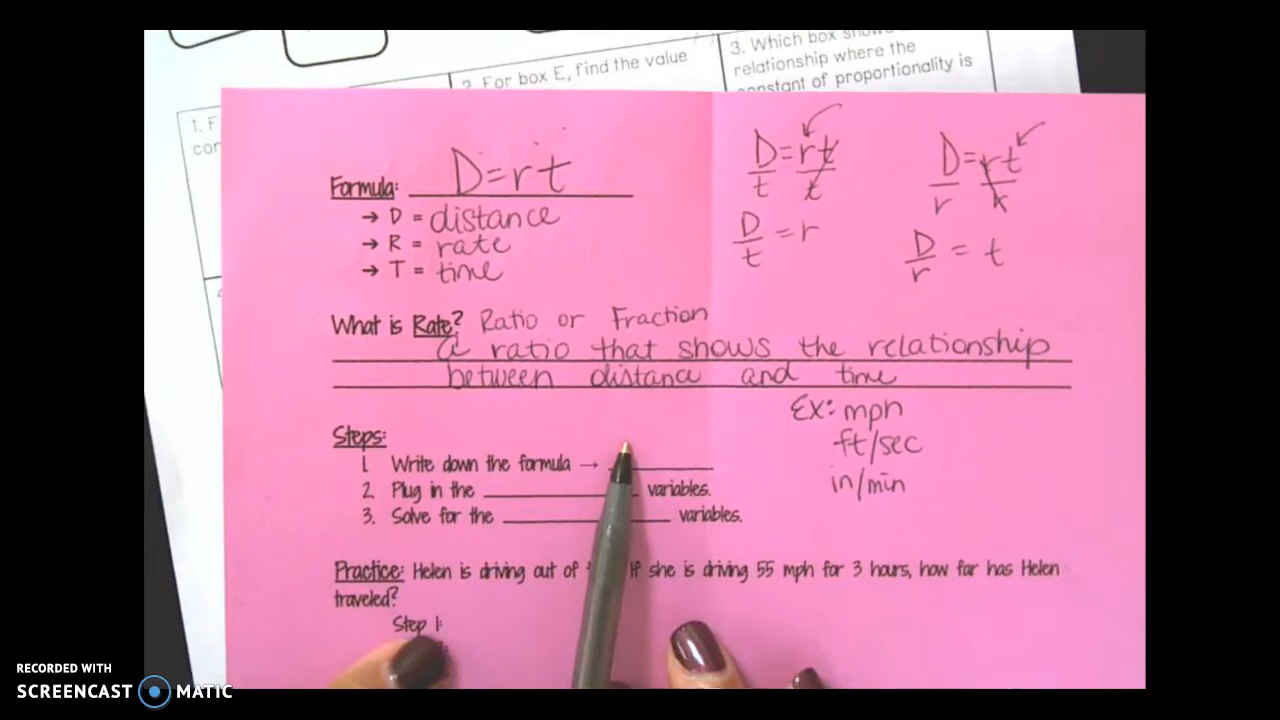 3. Which box
relationship where the
constant of proportionality is
2. For box E, find the value
1. F
con
D = rt
D = rt
t t
D = r
t
D = rt
r r
D = t
r
Formula: D = rt
→ D = distance
→ R = rate
→ T = time
What is Rate? Ratio or Fraction
a ratio that shows the relationship
between distance and time
Ex: mph
ft/sec
in/min
Steps:
1. Write down the formula →
2. Plug in the variables.
3. Solve for the variables.
Practice: Helen is driving out of If she is driving 55 mph for 3 hours, how far has Helen
traveled?
Step 1:
RECORDED WITH
SCREENCAST MATIC